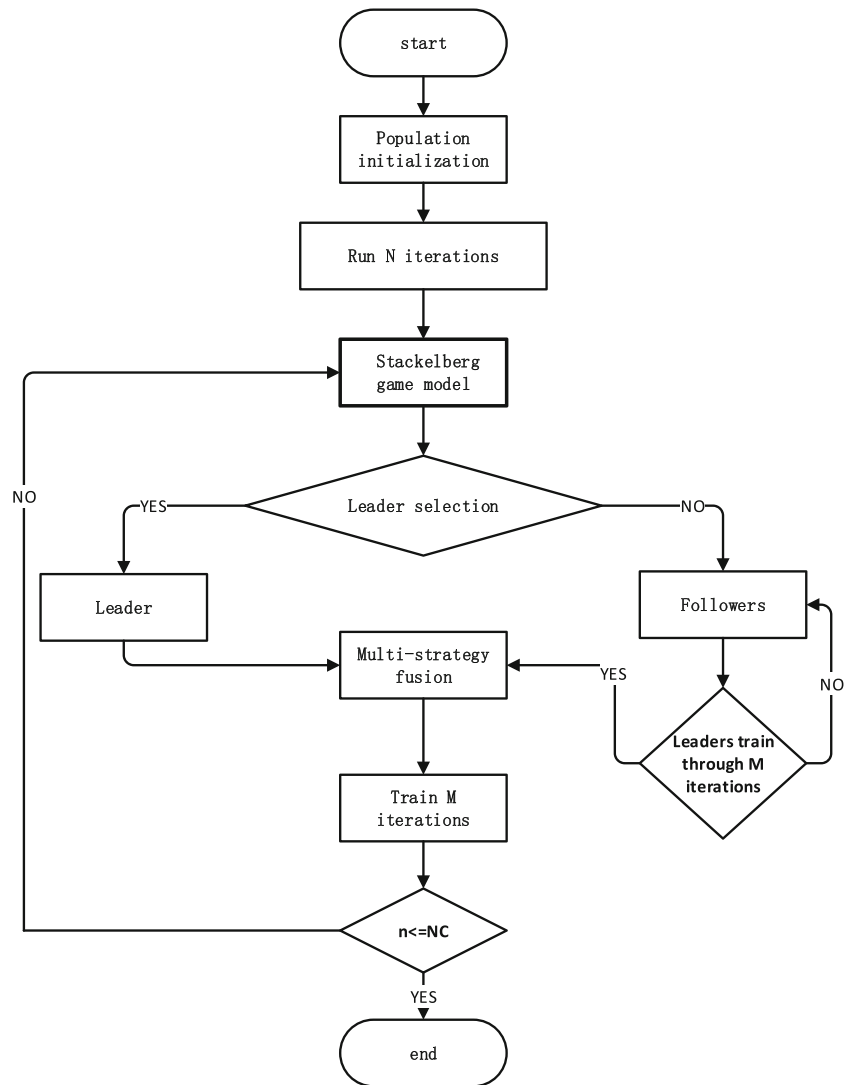 start
Population
initialization
Run N iterations
Stackelberg
game model
NO
YES
Leader selection
NO
Leader
Followers
Multi-strategy
fusion
YES
NO
Leaders train
through M
iterations
Train M
iterations
n<=NC
YES
end